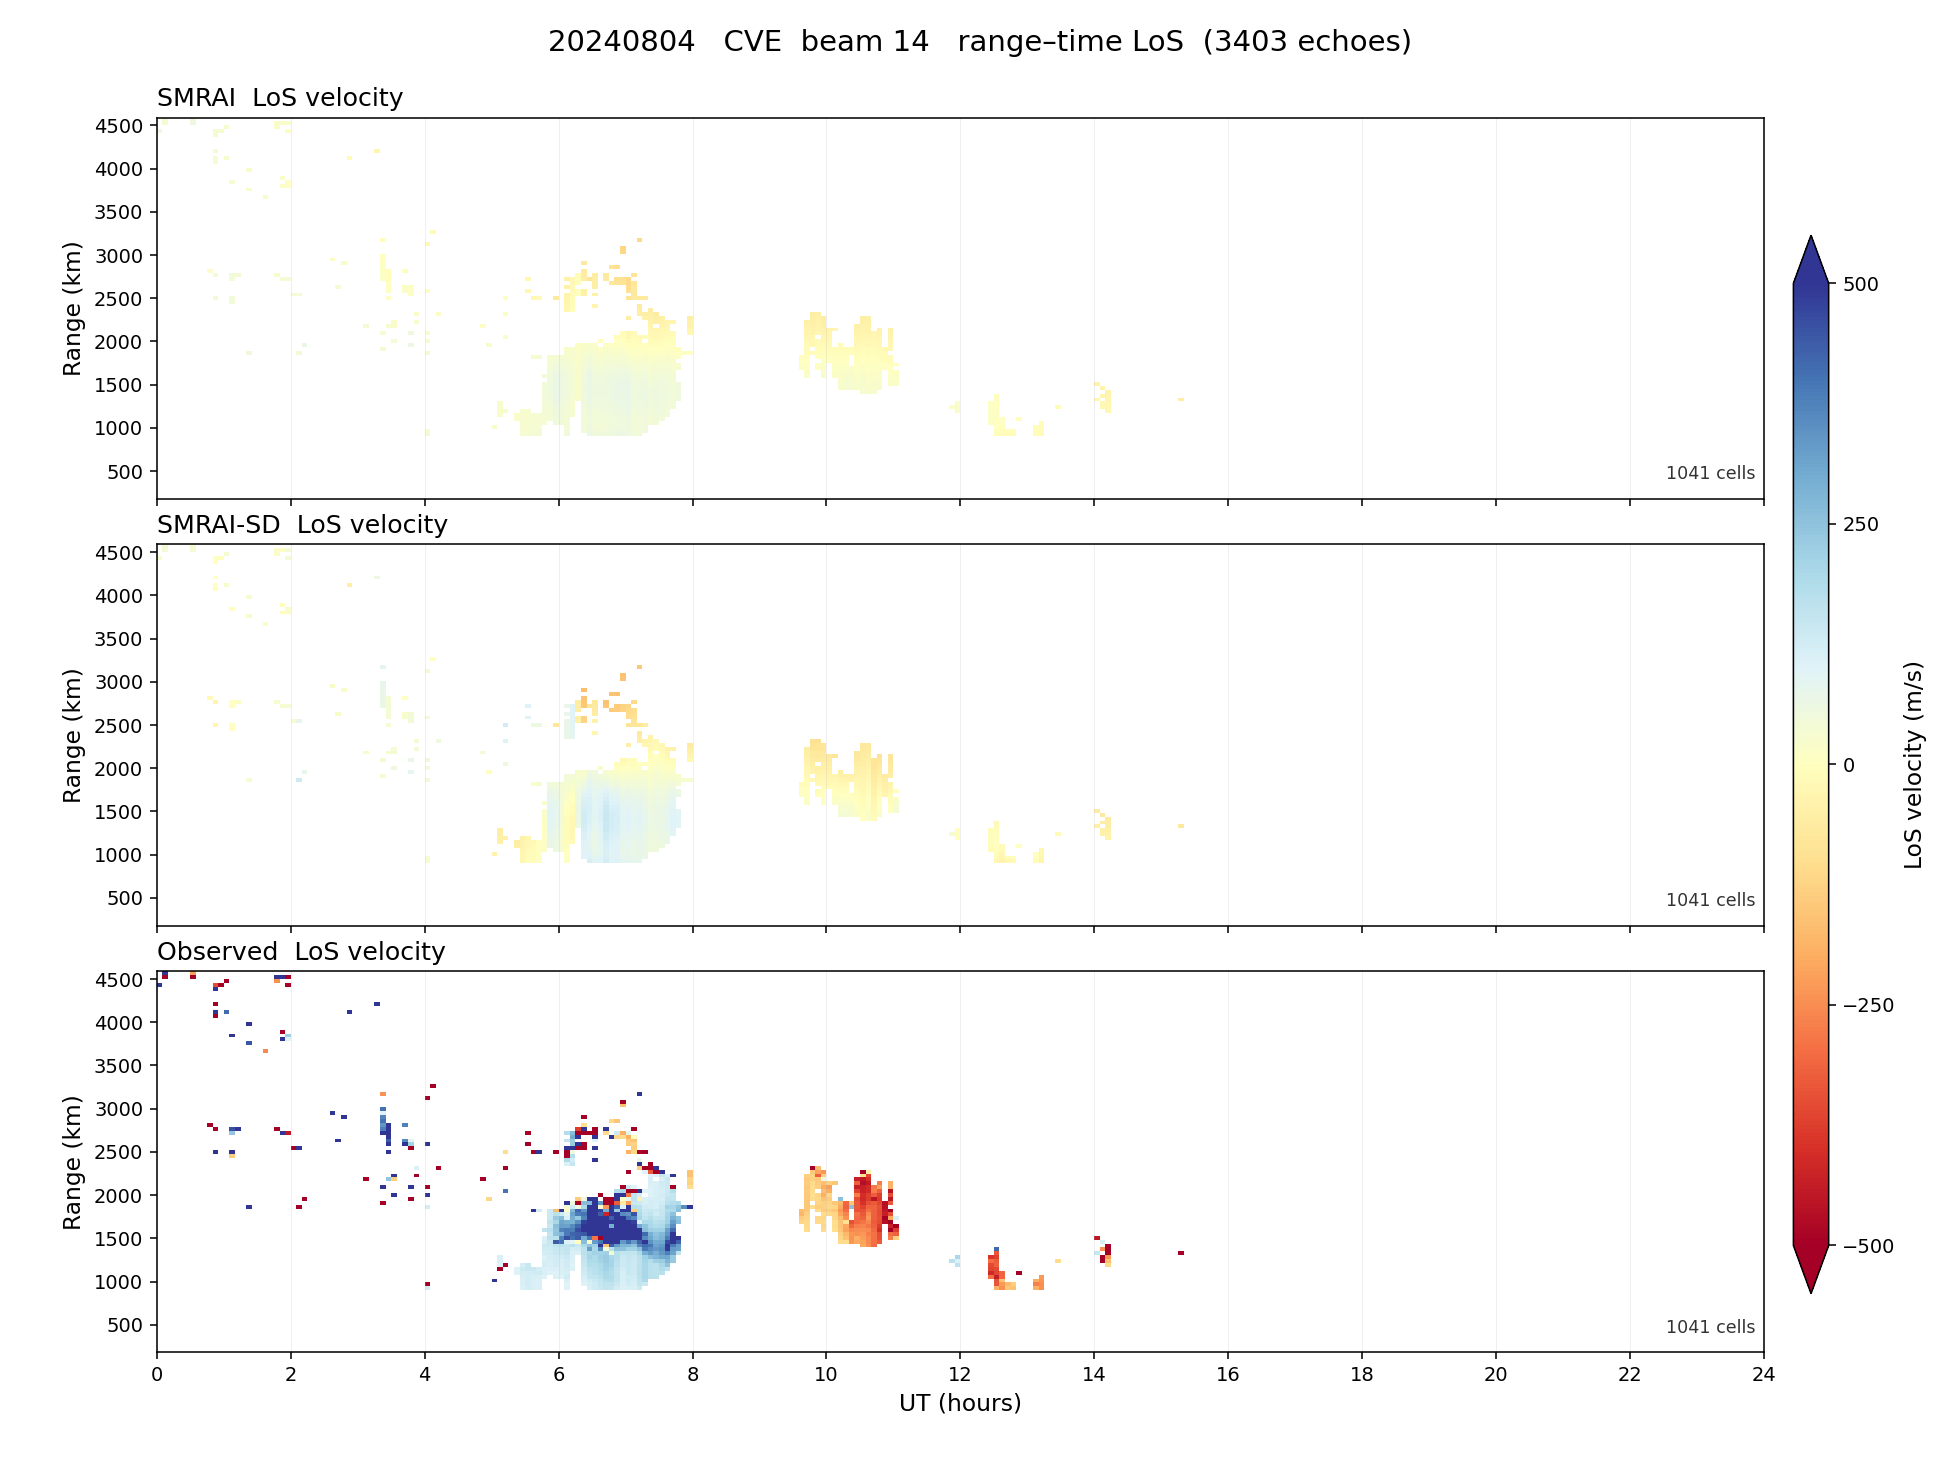 20240804   CVE  beam 14   range–time LoS  (3403 echoes)
SMRAI  LoS velocity
4500
4000
3500
3000
2500
2000
1500
1000
500
Range (km)
1041 cells
SMRAI-SD  LoS velocity
4500
4000
3500
3000
2500
2000
1500
1000
500
Range (km)
1041 cells
Observed  LoS velocity
4500
4000
3500
3000
2500
2000
1500
1000
500
Range (km)
1041 cells
0 2 4 6 8 10 12 14 16 18 20 22 24
UT (hours)
500
250
0
−250
−500
LoS velocity (m/s)